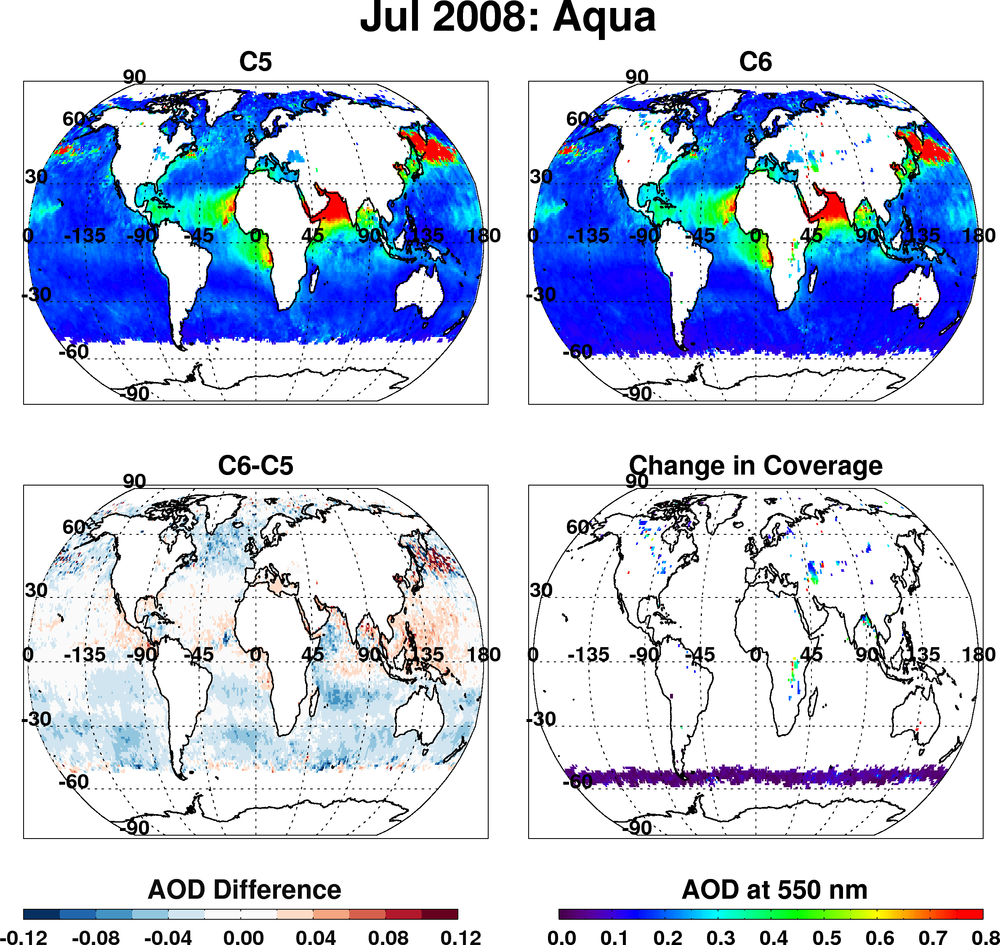 Jul 2008: Aqua
C5
C6
90
60
30
0 -135 -90 -45 0 45 90 135 180
-30
-60
-90
90
60
30
0 -135 -90 -45 0 45 90 135 180
-30
-60
-90
C6-C5
Change in Coverage
90
60
30
0 -135 -90 -45 0 45 90 135 180
-30
-60
-90
90
60
30
0 -135 -90 -45 0 45 90 135 180
-30
-60
-90
AOD Difference
-0.12 -0.08 -0.04 0.00 0.04 0.08 0.12
AOD at 550 nm
0.0 0.1 0.2 0.3 0.4 0.5 0.6 0.7 0.8